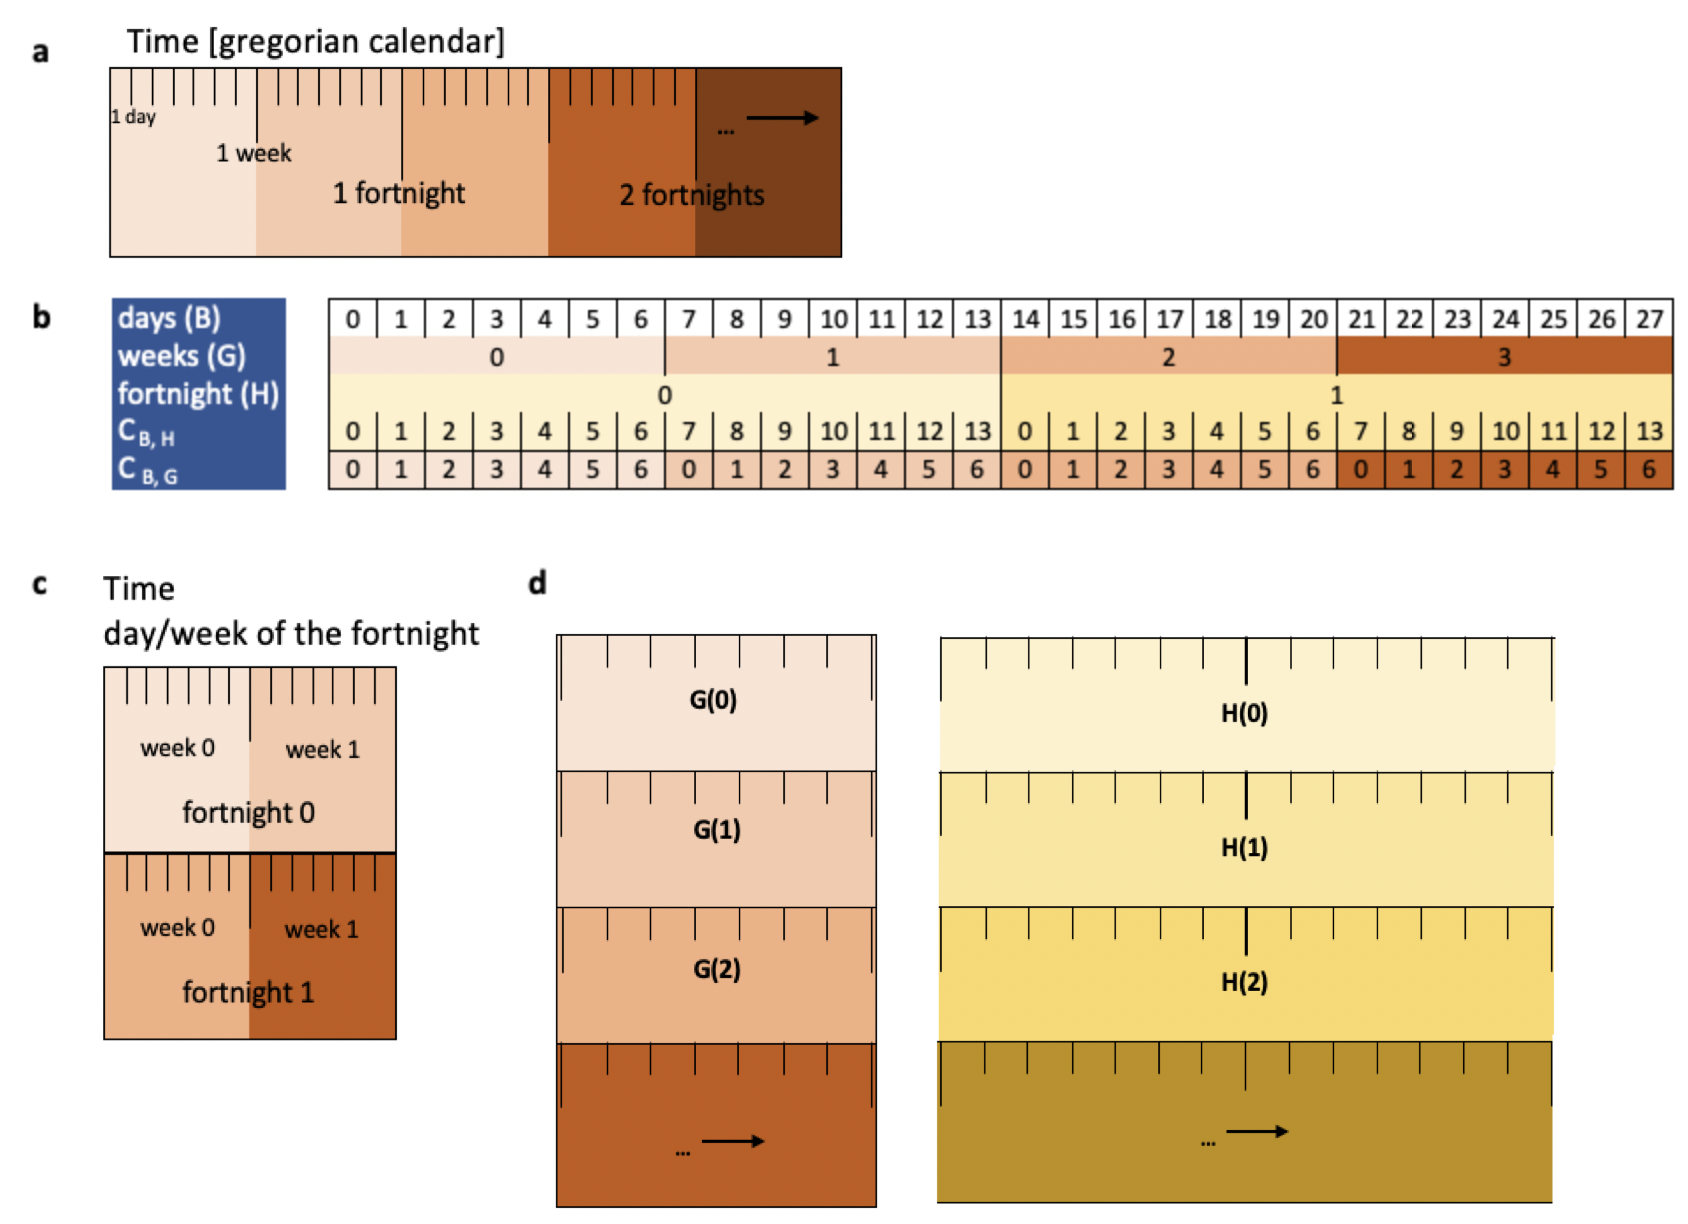 a
Time [gregorian calendar]
1 day
1 week
1 fortnight
2 fortnights
...
b
days (B) 0 1 2 3 4 5 6 7 8 9 10 11 12 13 14 15 16 17 18 19 20 21 22 23 24 25 26 27
weeks (G) 0 1 2 3
fortnight (H) 0 1
C B, H 0 1 2 3 4 5 6 7 8 9 10 11 12 13 0 1 2 3 4 5 6 7 8 9 10 11 12 13
C B, G 0 1 2 3 4 5 6 0 1 2 3 4 5 6 0 1 2 3 4 5 6 0 1 2 3 4 5 6
c
Time
day/week of the fortnight
week 0 week 1
fortnight 0
week 0 week 1
fortnight 1
d
G(0)
G(1)
G(2)
...
H(0)
H(1)
H(2)
...